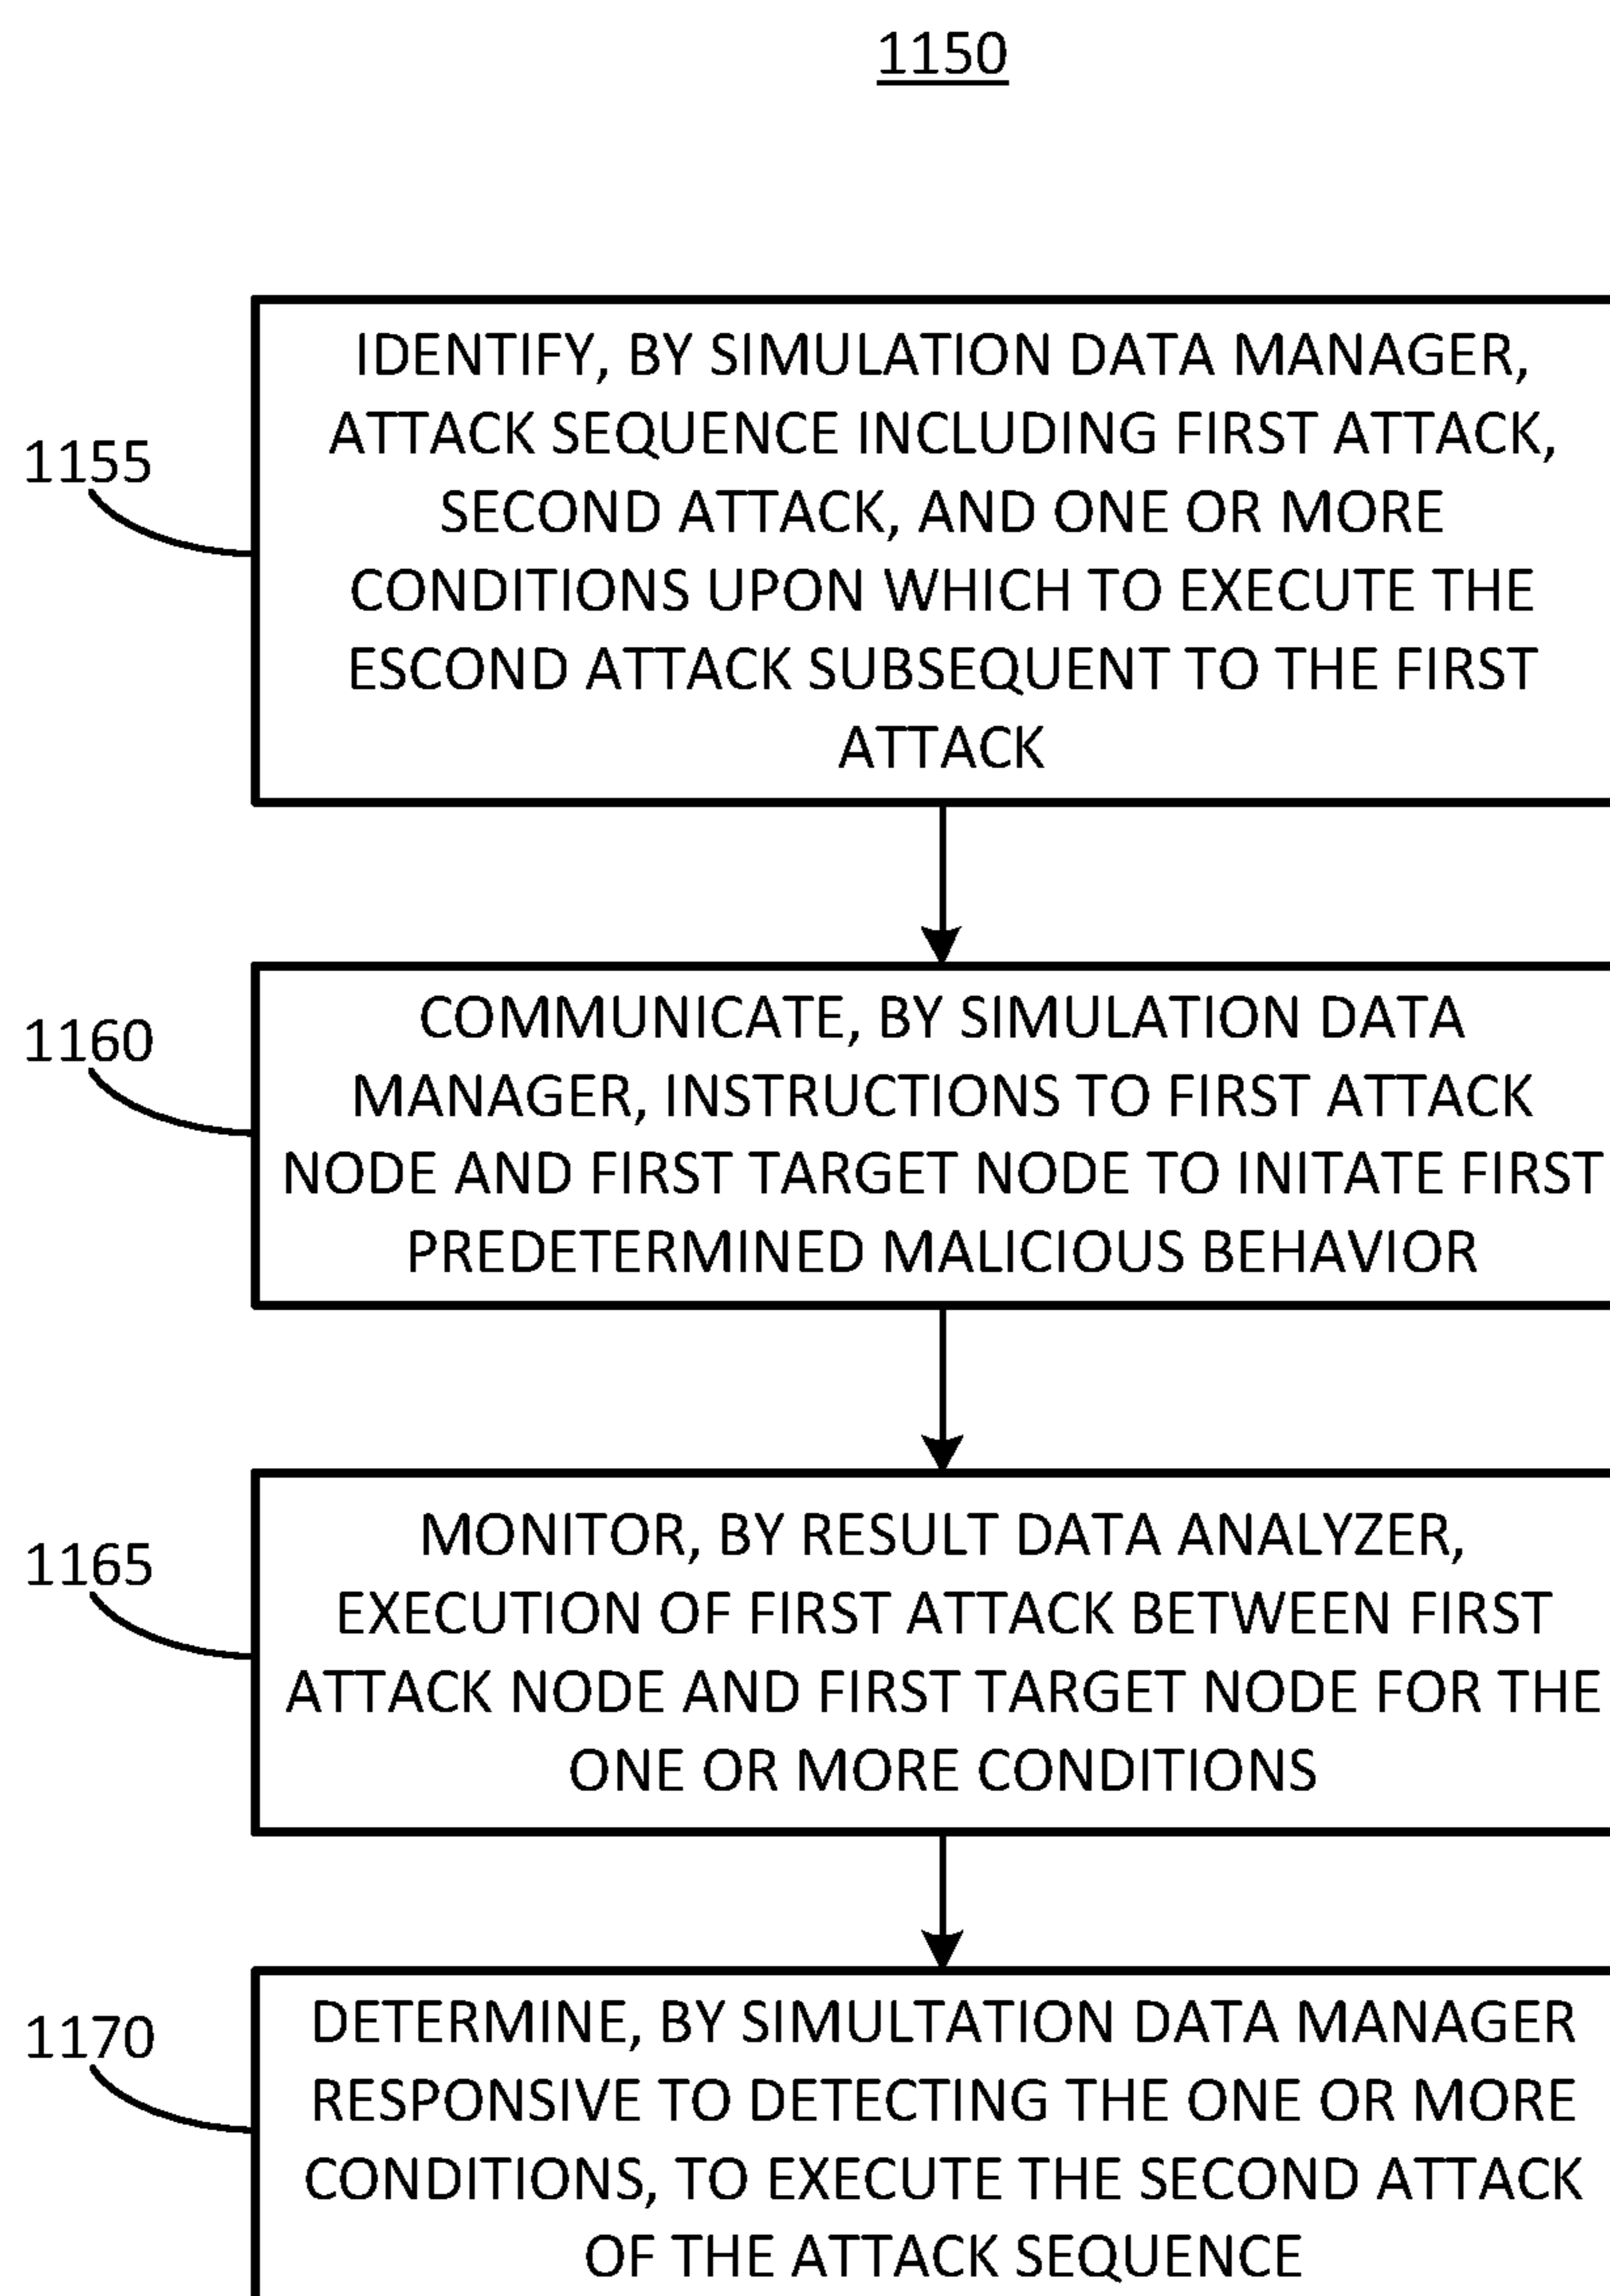 1150
IDENTIFY, BY SIMULATION DATA MANAGER,
ATTACK SEQUENCE INCLUDING FIRST ATTACK,
1155
SECOND ATTACK, AND ONE OR MORE
CONDITIONS UPON WHICH TO EXECUTE THE
ESCOND ATTACK SUBSEQUENT TO THE FIRST
ATTACK
COMMUNICATE, BY SIMULATION DATA
1160
MANAGER, INSTRUCTIONS TO FIRST ATTACK
NODE AND FIRST TARGET NODE TO INITATE FIRST
PREDETERMINED MALICIOUS BEHAVIOR
MONITOR, BY RESULT DATA ANALYZER,
1165
EXECUTION OF FIRST ATTACK BETWEEN FIRST
ATTACK NODE AND FIRST TARGET NODE FOR THE
ONE OR MORE CONDITIONS
DETERMINE, BY SIMULTATION DATA MANAGER
1170
RESPONSIVE TO DETECTING THE ONE OR MORE
CONDITIONS, TO EXECUTE THE SECOND ATTACK
OF THE ATTACK SEQUENCE